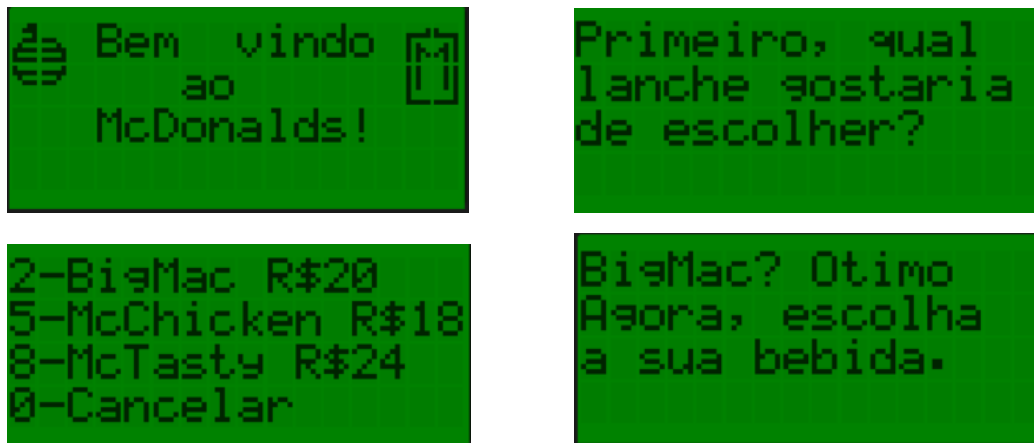 Bem vindo
ao
McDonalds!
Primeiro, qual
lanche gostaria
de escolher?
2-BigMac R$20
5-McChicken R$18
8-McTasty R$24
0-Cancelar
BigMac? Otimo
Agora, escolha
a sua bebida.